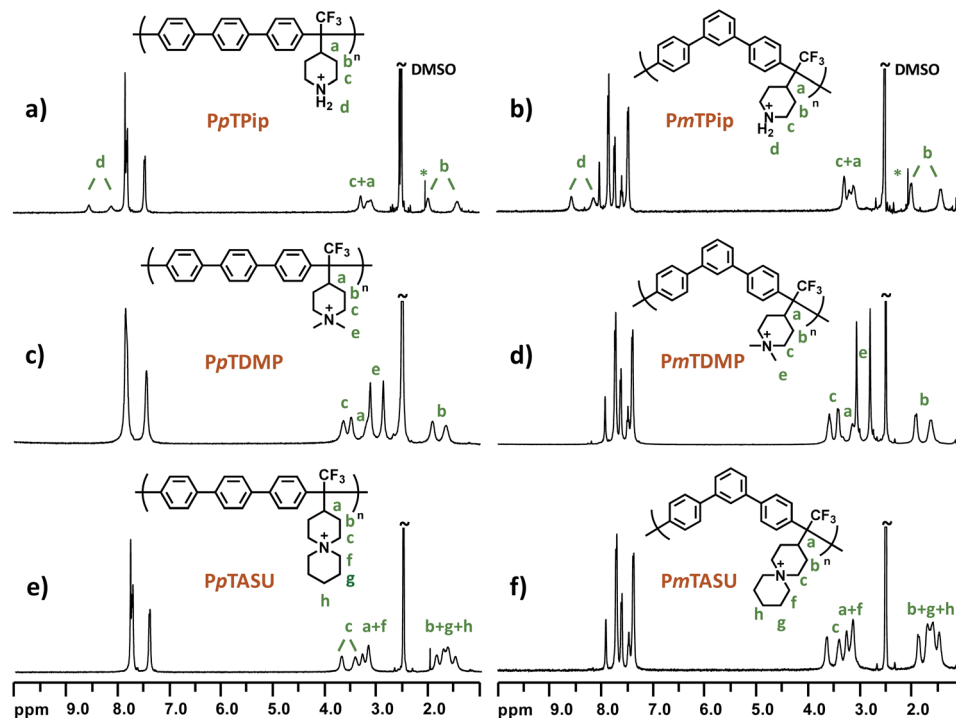 a)
CF3
n
a
b
c
N
+
H2
d
PpTPip
~ DMSO
d
c+a
*
b
b)
CF3
n
a
b
c
+
N
H2
d
PmTPip
~ DMSO
d
c+a
*
b
c)
CF3
n
a
b
c
+
N
e
PpTDMP
~
c
a
e
b
d)
CF3
n
a
b
c
+
N
e
PmTDMP
~
c
a
e
b
e)
CF3
n
a
b
c
+
N
f
g
h
PpTASU
~
c
a+f
b+g+h
f)
CF3
n
a
b
c
+
N
f
g
h
PmTASU
~
c
a+f
b+g+h
ppm 9.0 8.0 7.0 6.0 5.0 4.0 3.0 2.0
ppm 9.0 8.0 7.0 6.0 5.0 4.0 3.0 2.0